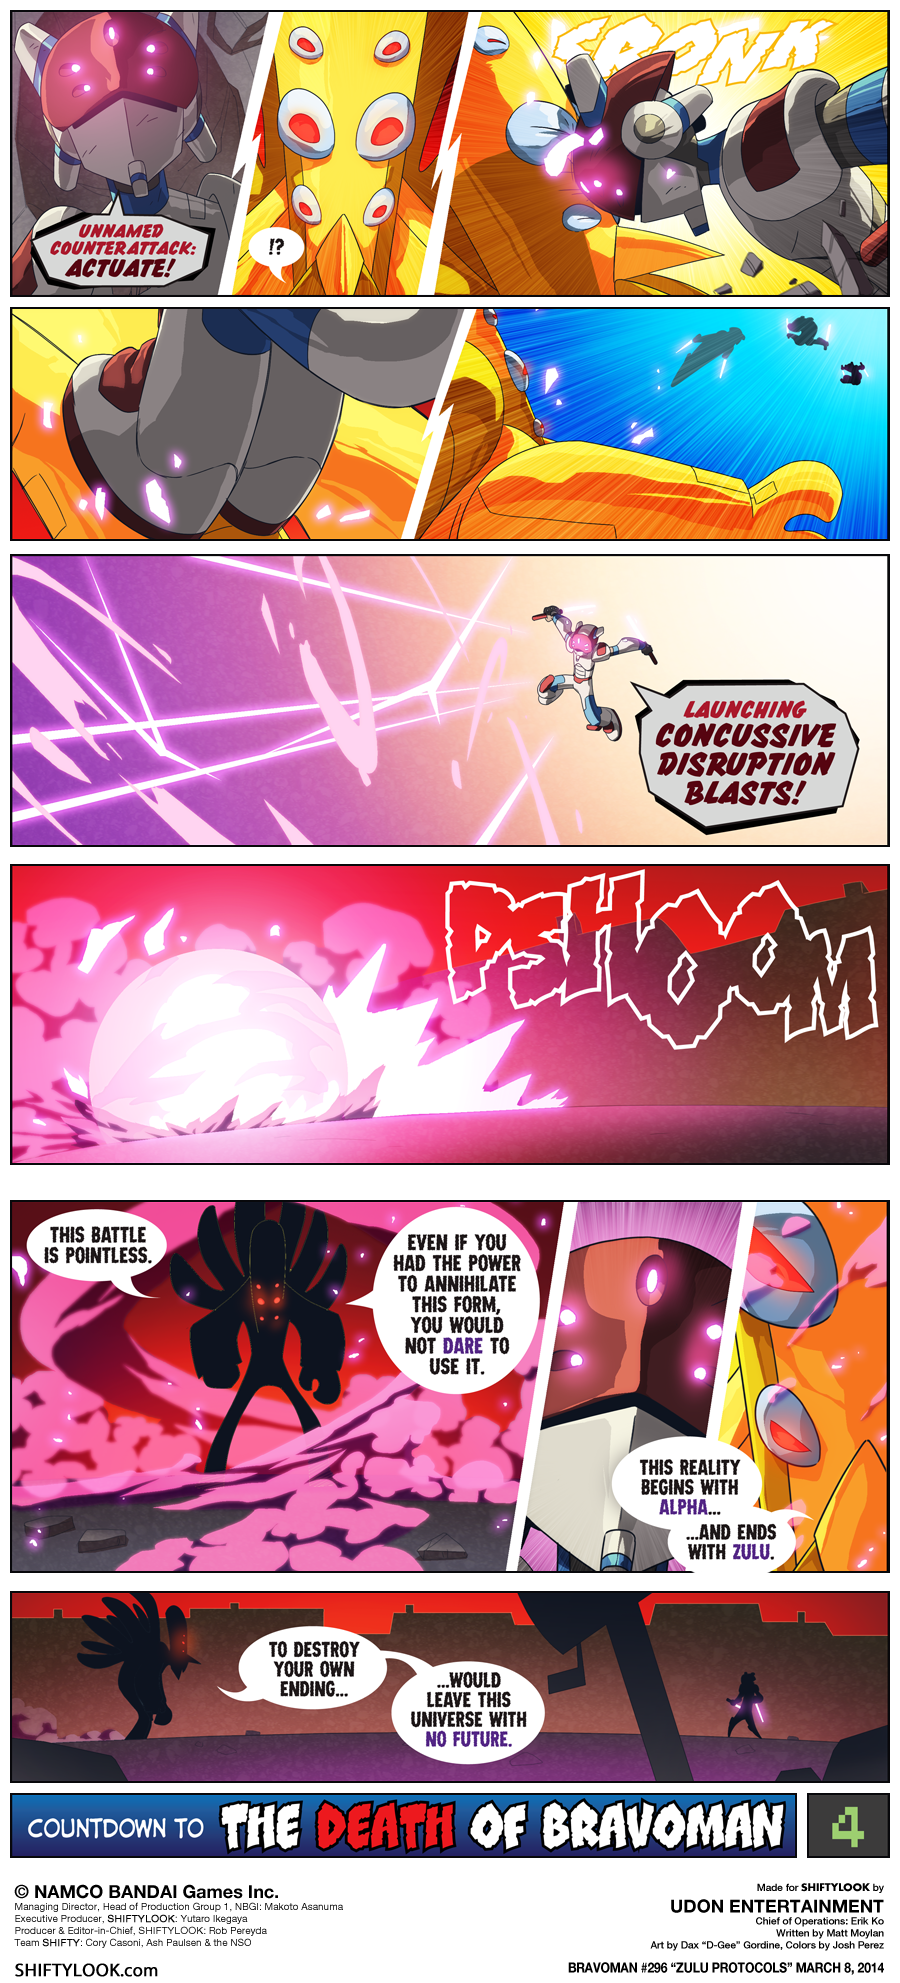 UNNAMED
COUNTERATTACK:
ACTUATE!
!?
SPONK
LAUNCHING
CONCUSSIVE
DISRUPTION
BLASTS!
PSHOOM
THIS BATTLE
IS POINTLESS.
EVEN IF YOU
HAD THE POWER
TO ANNIHILATE
THIS FORM,
YOU WOULD
NOT DARE TO
USE IT.
THIS REALITY
BEGINS WITH
ALPHA...
...AND ENDS
WITH ZULU.
TO DESTROY
YOUR OWN
ENDING...
...WOULD
LEAVE THIS
UNIVERSE WITH
NO FUTURE.
COUNTDOWN TO THE DEATH OF BRAVOMAN 4
© NAMCO BANDAI Games Inc.
Managing Director, Head of Production Group 1, NBGI: Makoto Asanuma
Executive Producer, SHIFTYLOOK: Yutaro Ikegaya
Producer & Editor-in-Chief, SHIFTYLOOK: Rob Pereyda
Team SHIFTY: Cory Casoni, Ash Paulsen & the NSO
SHIFTYLOOK.com
Made for SHIFTYLOOK by
UDON ENTERTAINMENT
Chief of Operations: Erik Ko
Written by Matt Moylan
Art by Dax “D-Gee” Gordine, Colors by Josh Perez
BRAVOMAN #296 “ZULU PROTOCOLS” MARCH 8, 2014